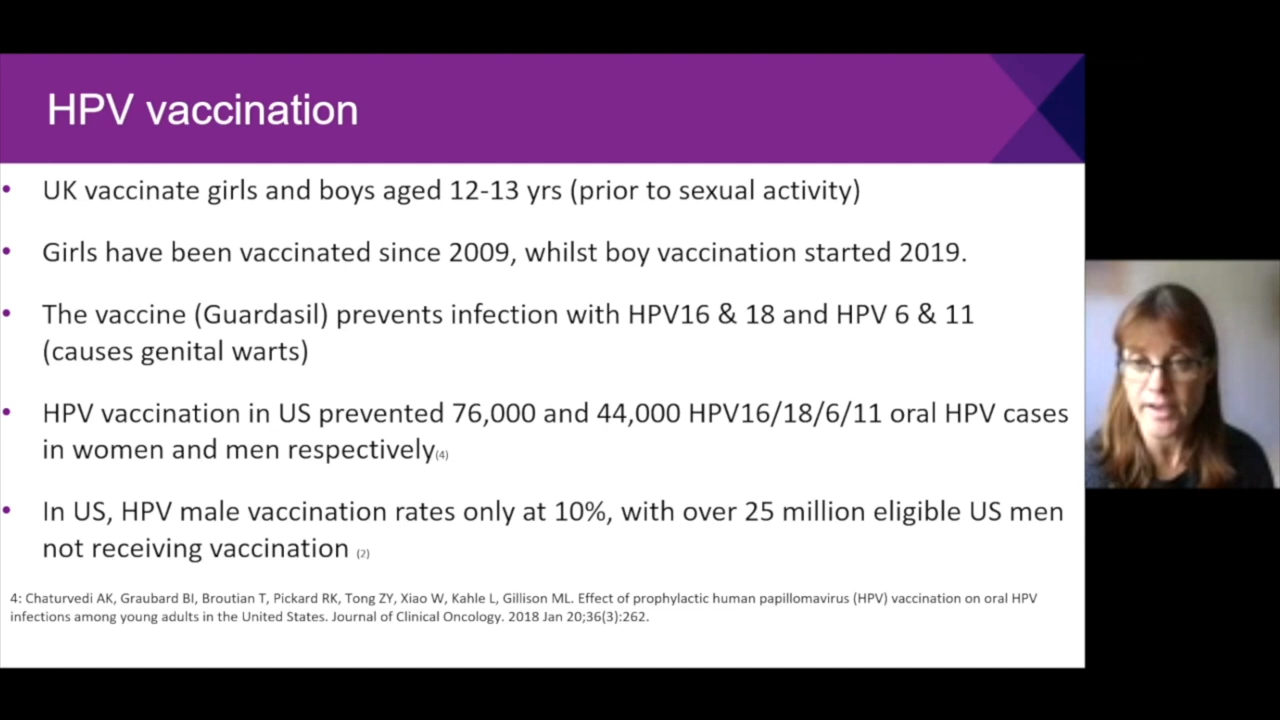 HPV vaccination
• UK vaccinate girls and boys aged 12-13 yrs (prior to sexual activity)
• Girls have been vaccinated since 2009, whilst boy vaccination started 2019.
• The vaccine (Guardasil) prevents infection with HPV16 & 18 and HPV 6 & 11
(causes genital warts)
• HPV vaccination in US prevented 76,000 and 44,000 HPV16/18/6/11 oral HPV cases
in women and men respectively(4)
• In US, HPV male vaccination rates only at 10%, with over 25 million eligible US men
not receiving vaccination (2)
4: Chaturvedi AK, Graubard BI, Broutian T, Pickard RK, Tong ZY, Xiao W, Kahle L, Gillison ML. Effect of prophylactic human papillomavirus (HPV) vaccination on oral HPV
infections among young adults in the United States. Journal of Clinical Oncology. 2018 Jan 20;36(3):262.